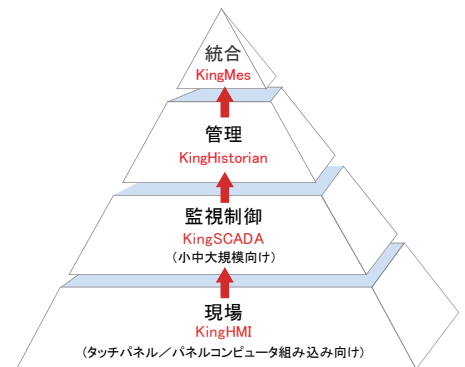 統合
KingMes
管理
KingHistorian
監視制御
KingSCADA
(小中大規模向け)
現場
KingHMI
(タッチパネル／パネルコンピュータ組み込み向け)